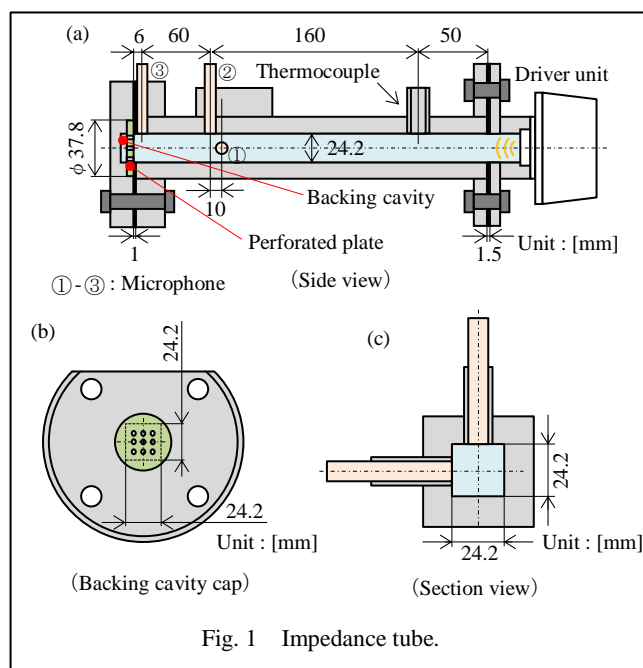 (a)
6
60
160
50
③
②
Thermocouple
Driver unit
ϕ 37.8
24.2
①
10
Backing cavity
Perforated plate
1
1.5
Unit : [mm]
①-③ : Microphone
(Side view)
(b)
24.2
24.2
Unit : [mm]
(Backing cavity cap)
(c)
24.2
24.2
Unit : [mm]
(Section view)
Fig. 1 Impedance tube.